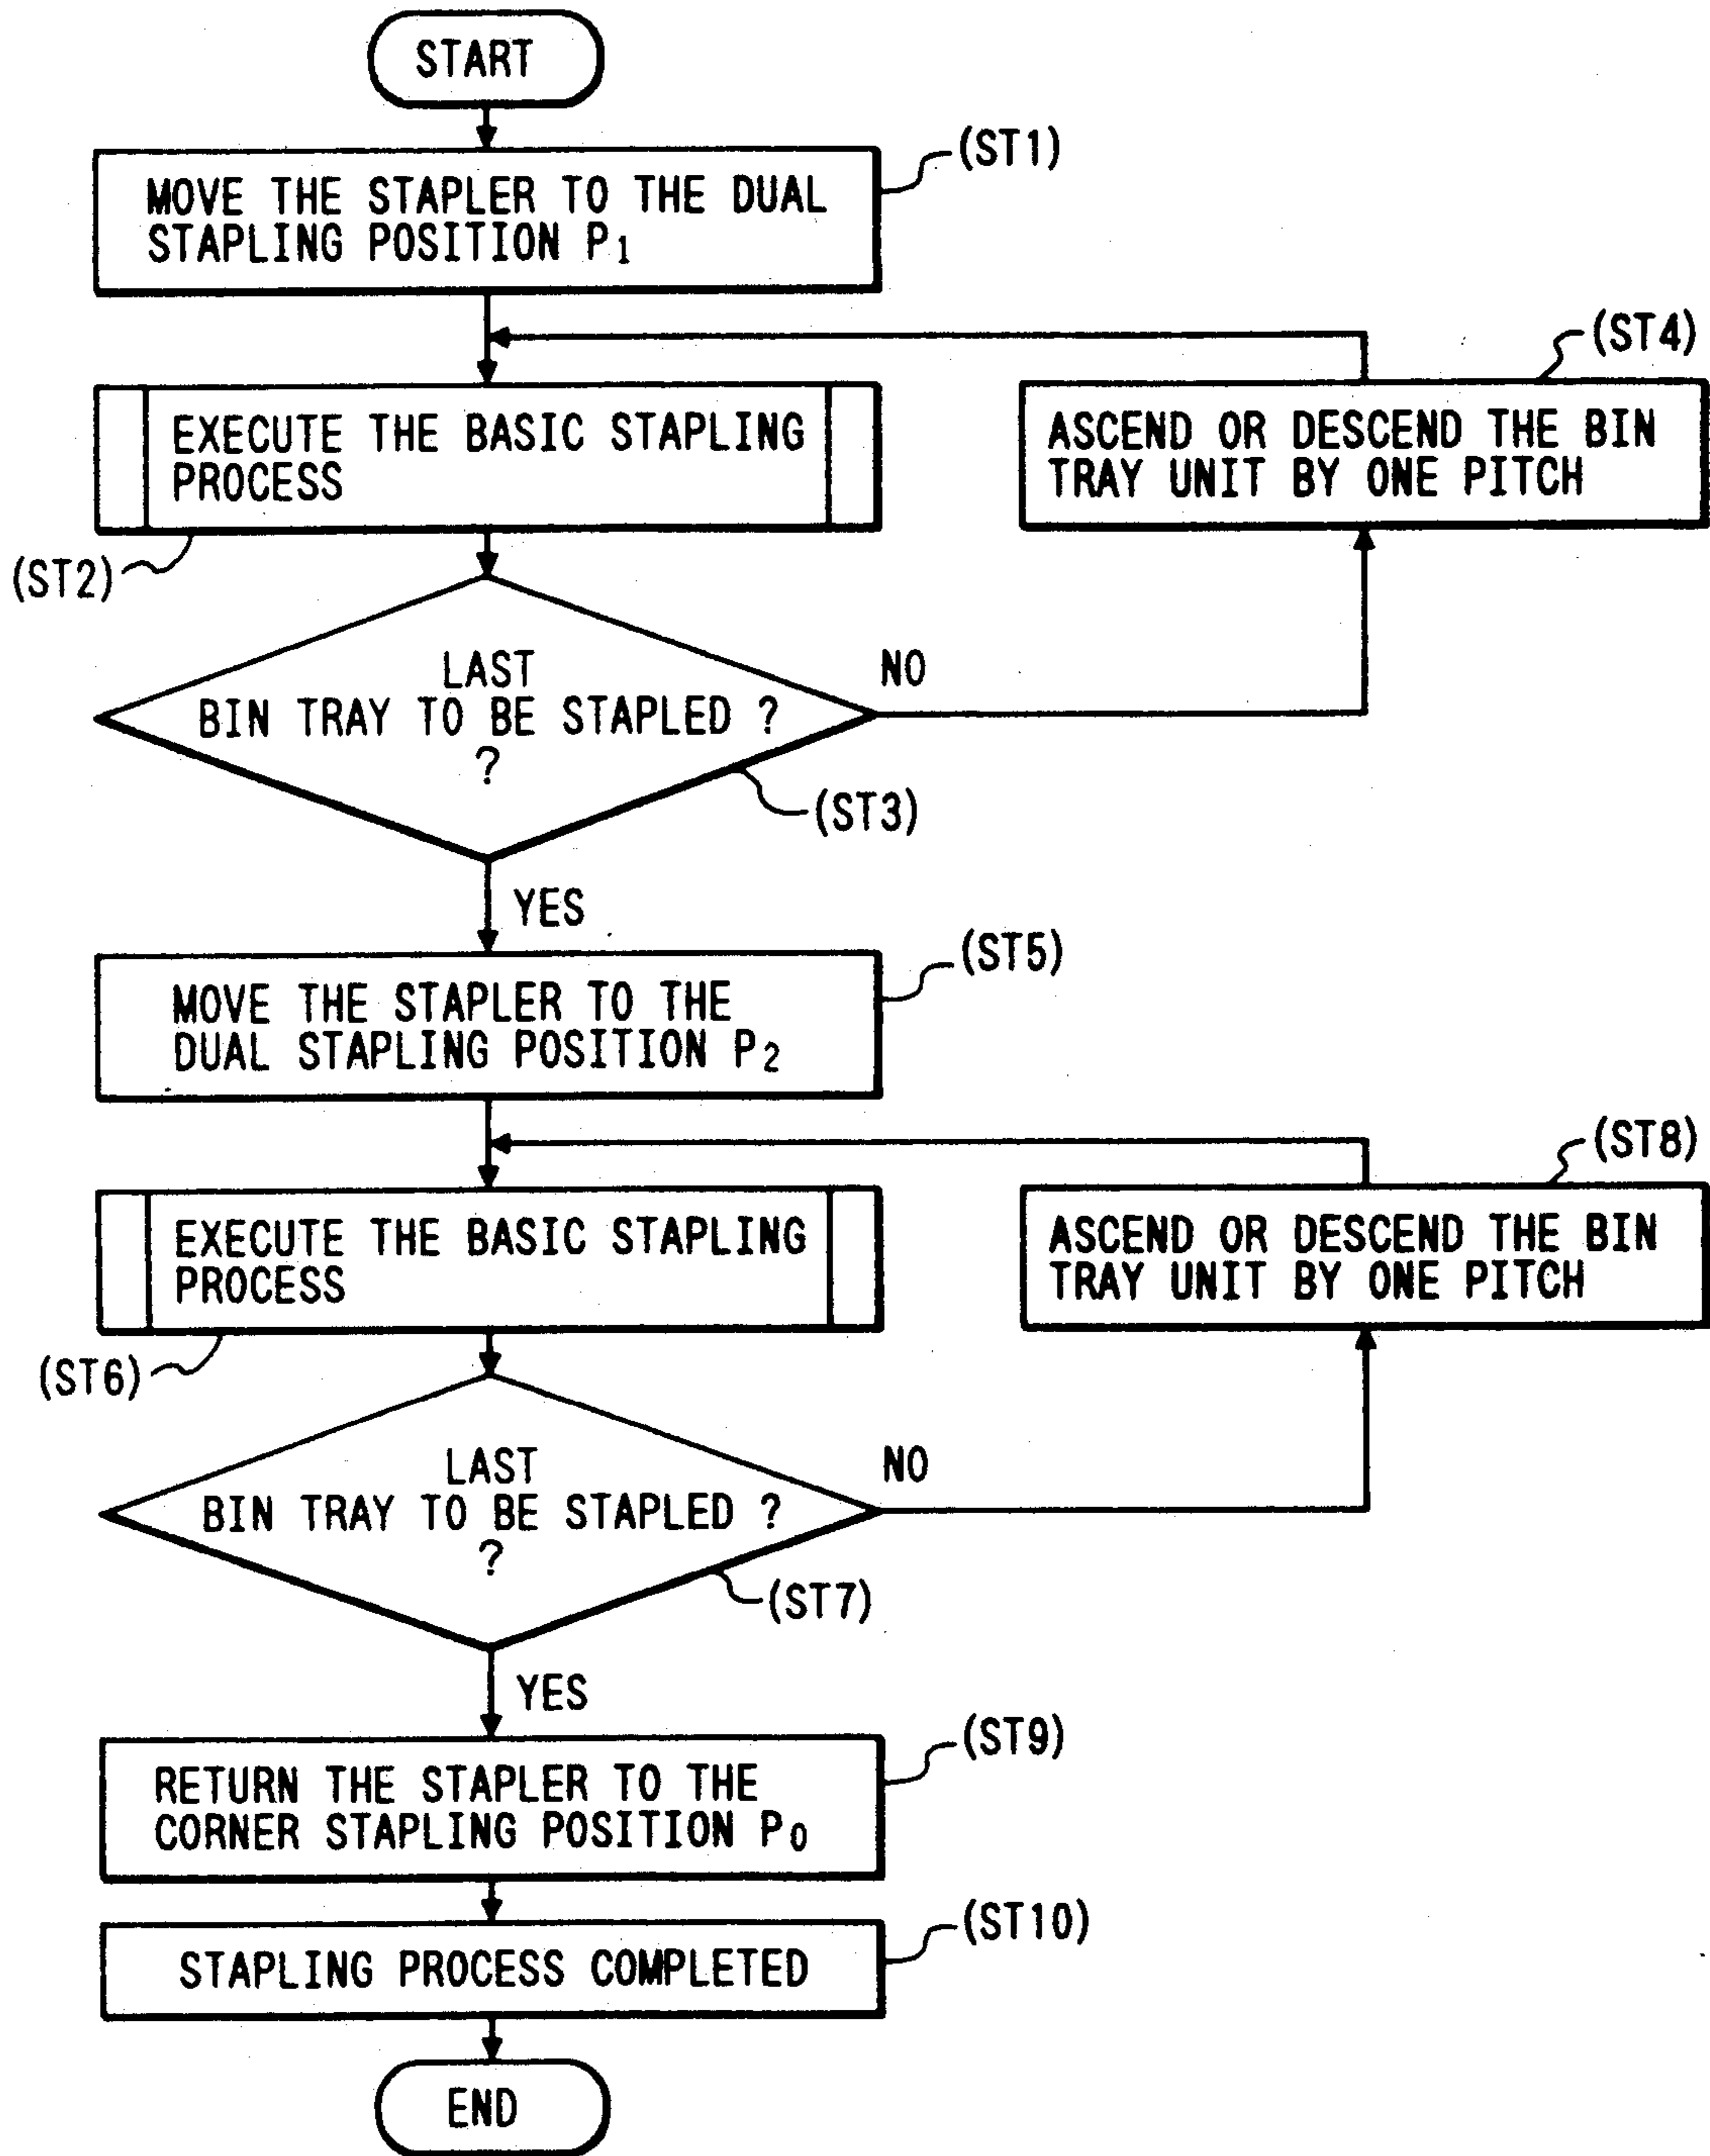 START
(ST1)
MOVE THE STAPLER TO THE DUAL
STAPLING POSITION P₁
(ST4)
EXECUTE THE BASIC STAPLING
PROCESS
ASCEND OR DESCEND THE BIN
TRAY UNIT BY ONE PITCH
(ST2)
LAST
BIN TRAY TO BE STAPLED ?
?
NO
(ST3)
YES
(ST5)
MOVE THE STAPLER TO THE
DUAL STAPLING POSITION P₂
(ST8)
EXECUTE THE BASIC STAPLING
PROCESS
ASCEND OR DESCEND THE BIN
TRAY UNIT BY ONE PITCH
(ST6)
LAST
BIN TRAY TO BE STAPLED ?
?
NO
(ST7)
YES
(ST9)
RETURN THE STAPLER TO THE
CORNER STAPLING POSITION P₀
(ST10)
STAPLING PROCESS COMPLETED
END